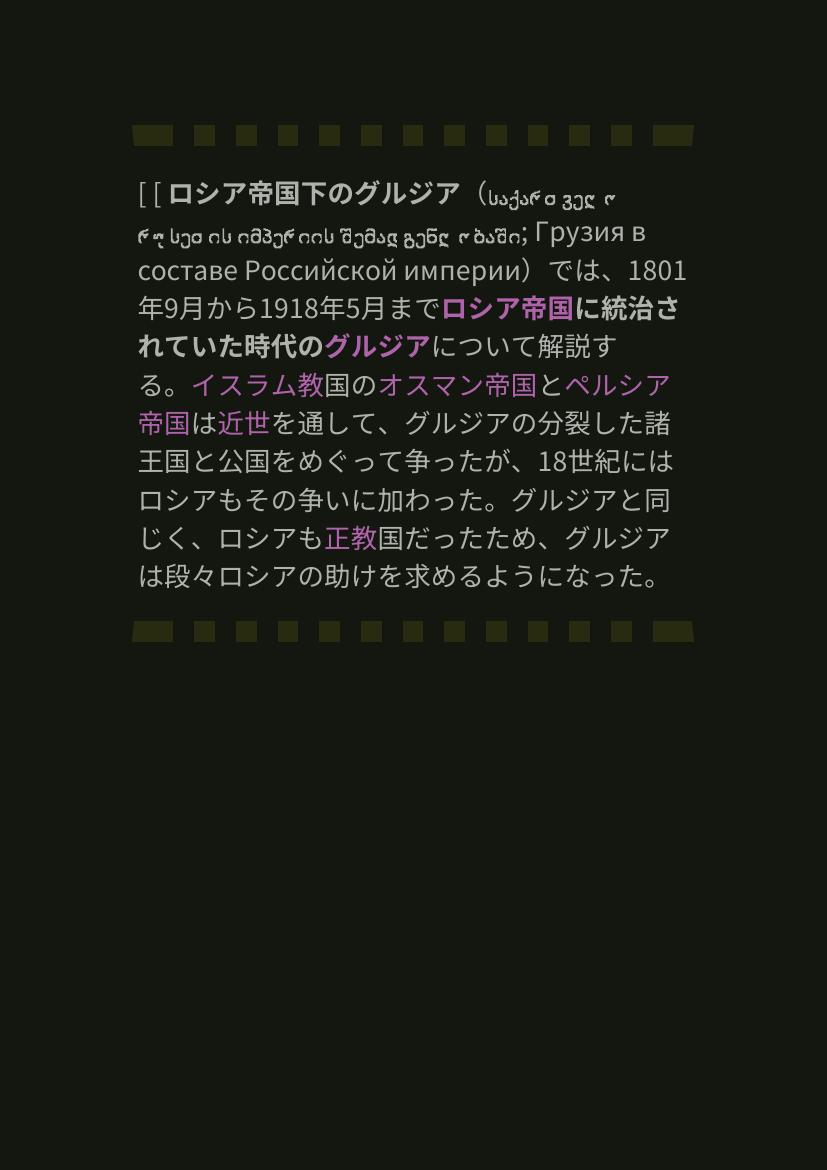 [ [ ロシア帝国下のグルジア（საქართველო
რუსეთის იმპერიის შემადგენლობაში; Грузия в
составе Российской империи）では、1801
年9月から1918年5月までロシア帝国に統治さ
れていた時代のグルジアについて解説す
る。イスラム教国のオスマン帝国とペルシア
帝国は近世を通して、グルジアの分裂した諸
王国と公国をめぐって争ったが、18世紀には
ロシアもその争いに加わった。グルジアと同
じく、ロシアも正教国だったため、グルジア
は段々ロシアの助けを求めるようになった。